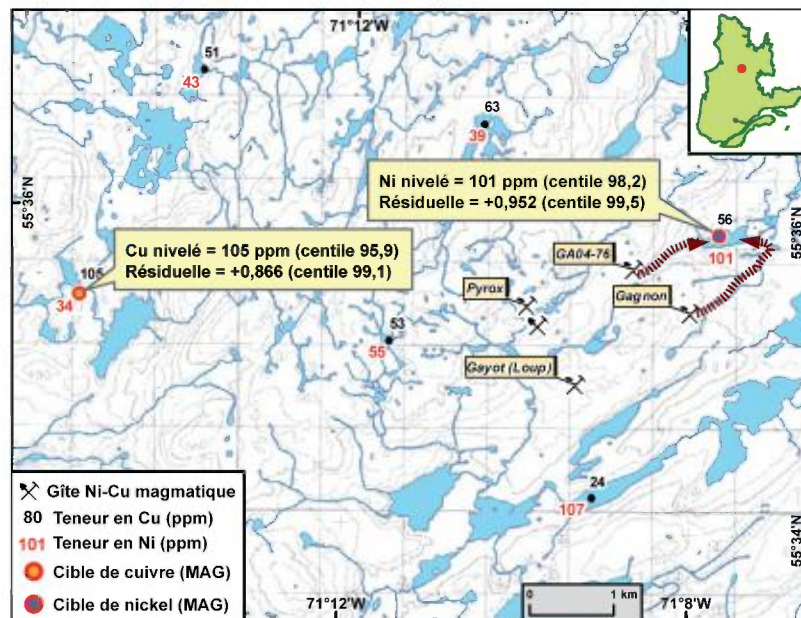 71°12'W
51
43
63
39
Ni nivelé = 101 ppm (centile 98,2)
Résiduelle = +0,952 (centile 99,5)
55°36'N
55°36'N
56
101
Cu nivelé = 105 ppm (centile 95,9)
Résiduelle = +0,866 (centile 99,1)
105
34
GA04-76
Pyrox
Gagnon
53
55
Gayot (Loup)
24
107
55°34'N
Gîte Ni-Cu magmatique
80 Teneur en Cu (ppm)
101 Teneur en Ni (ppm)
Cible de cuivre (MAG)
Cible de nickel (MAG)
0 1 km
71°12'W
71°8'W